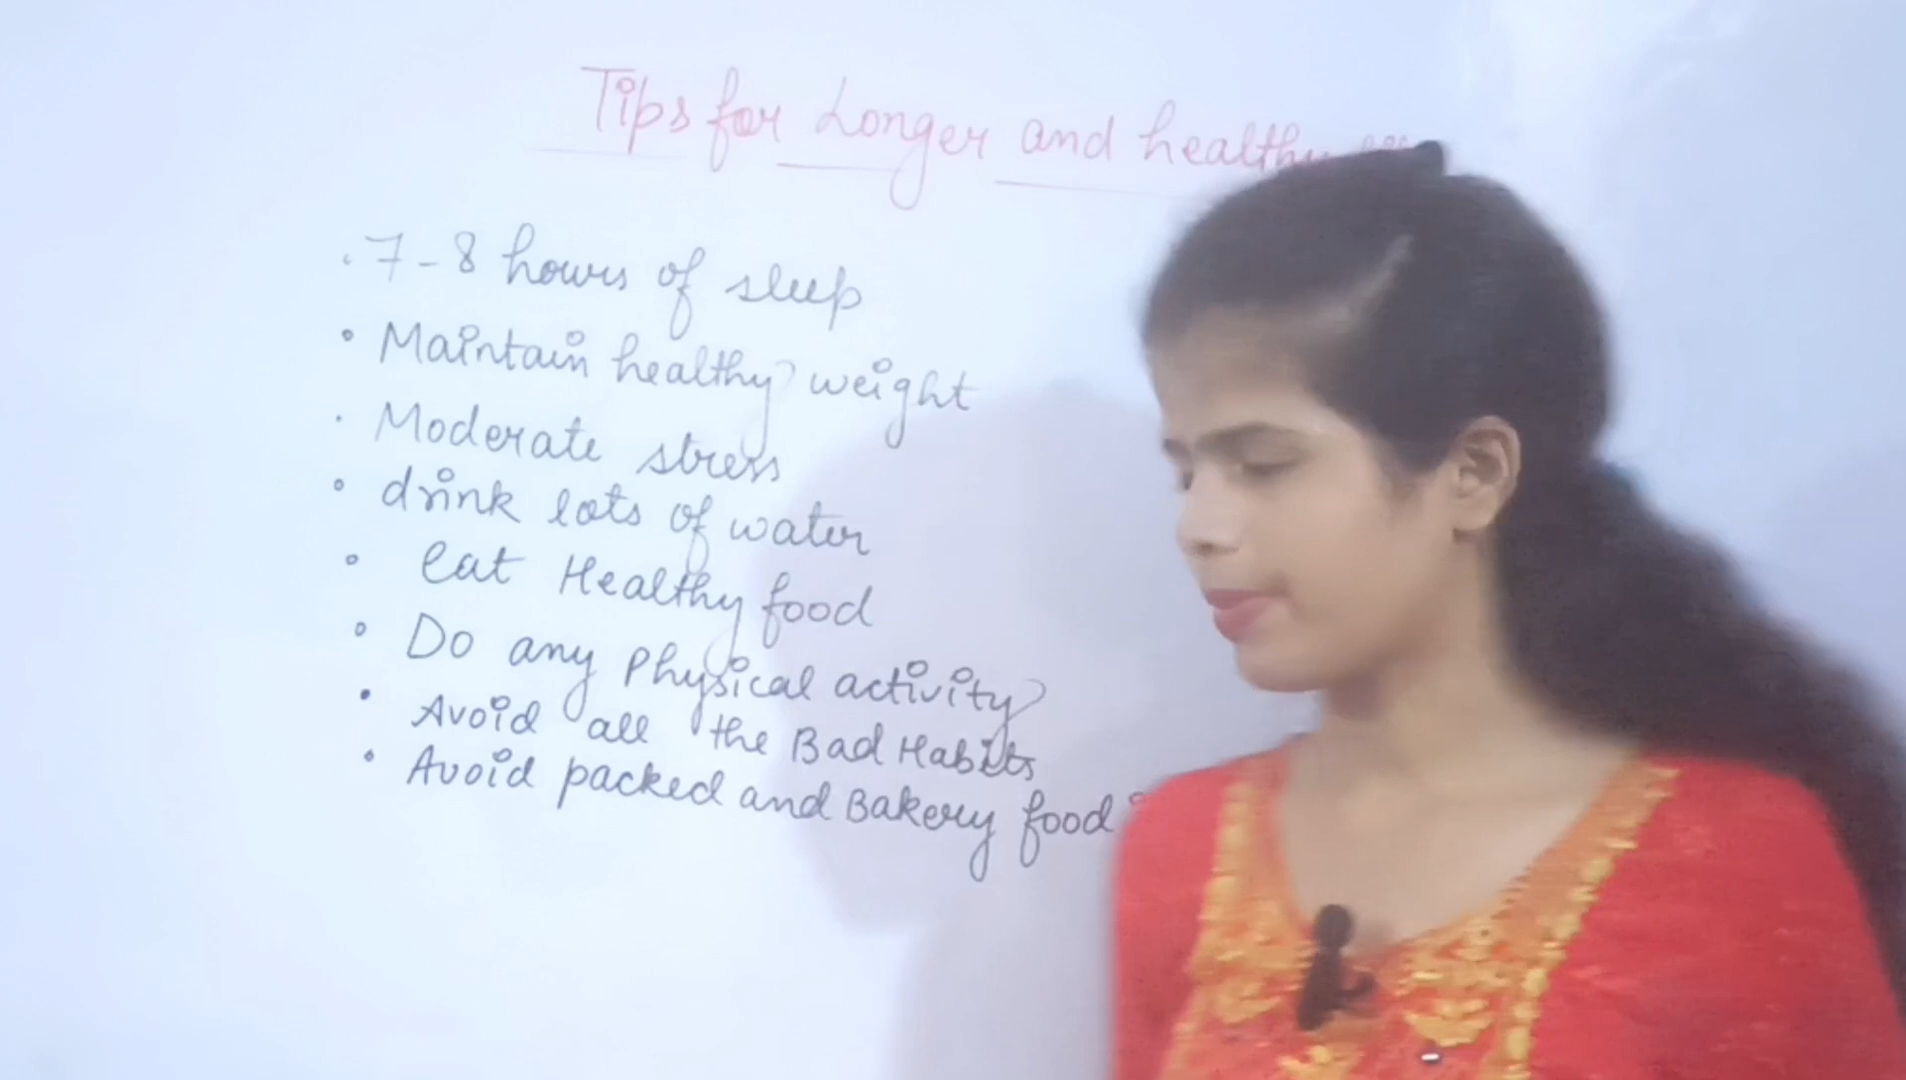 Tips for Longer and healthy
. 7-8 hours of sleep
• Maintain healthy weight
• Moderate stress
• drink lots of water
• eat Healthy food
• Do any Physical activity
• Avoid all the Bad Habits
• Avoid packed and Bakery food